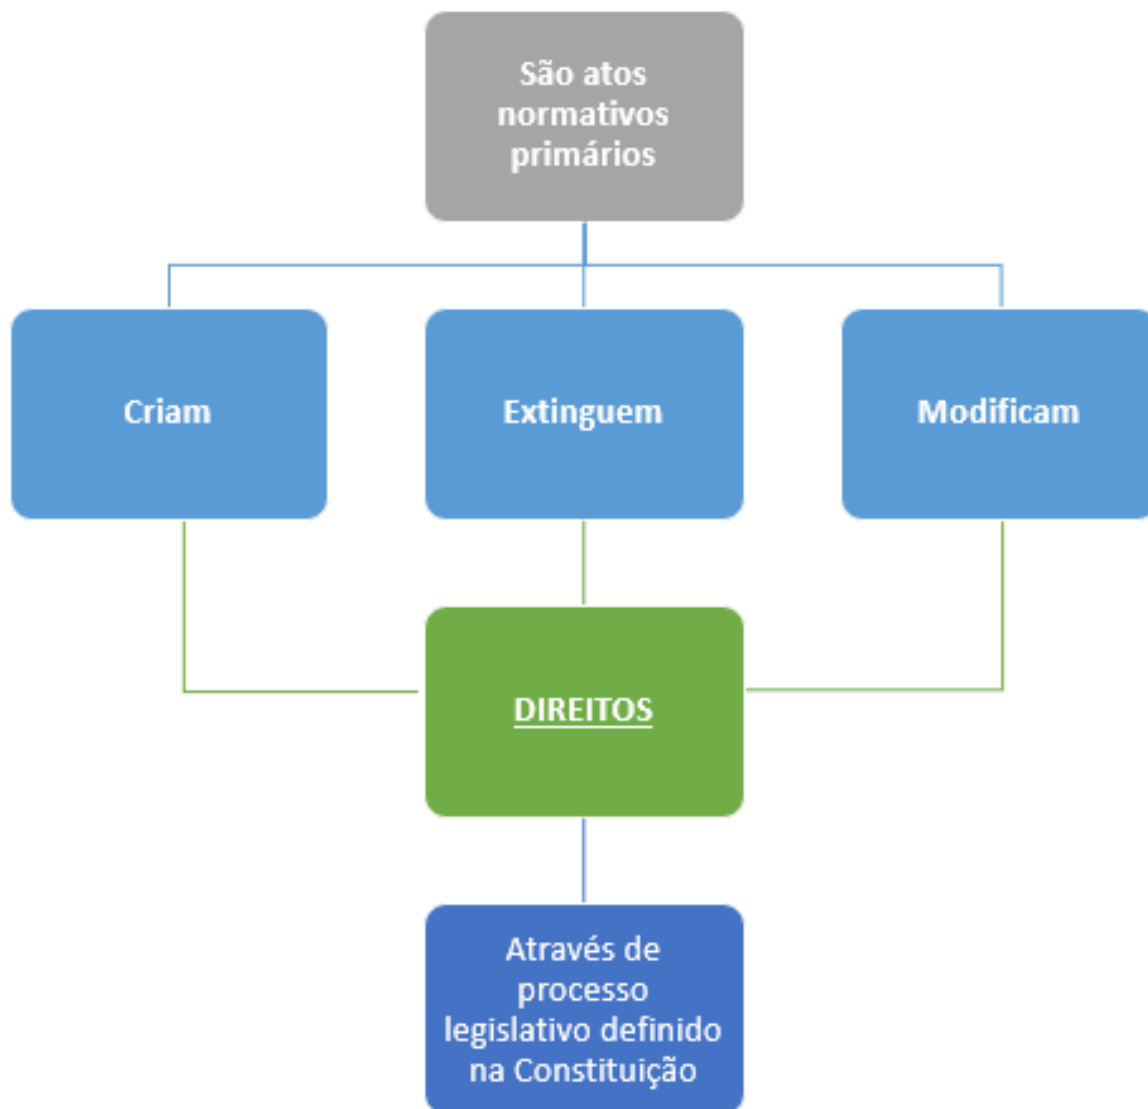 São atos
normativos
primários
Criam
Extinguem
Modificam
DIREITOS
Através de
processo
legislativo definido
na Constituição